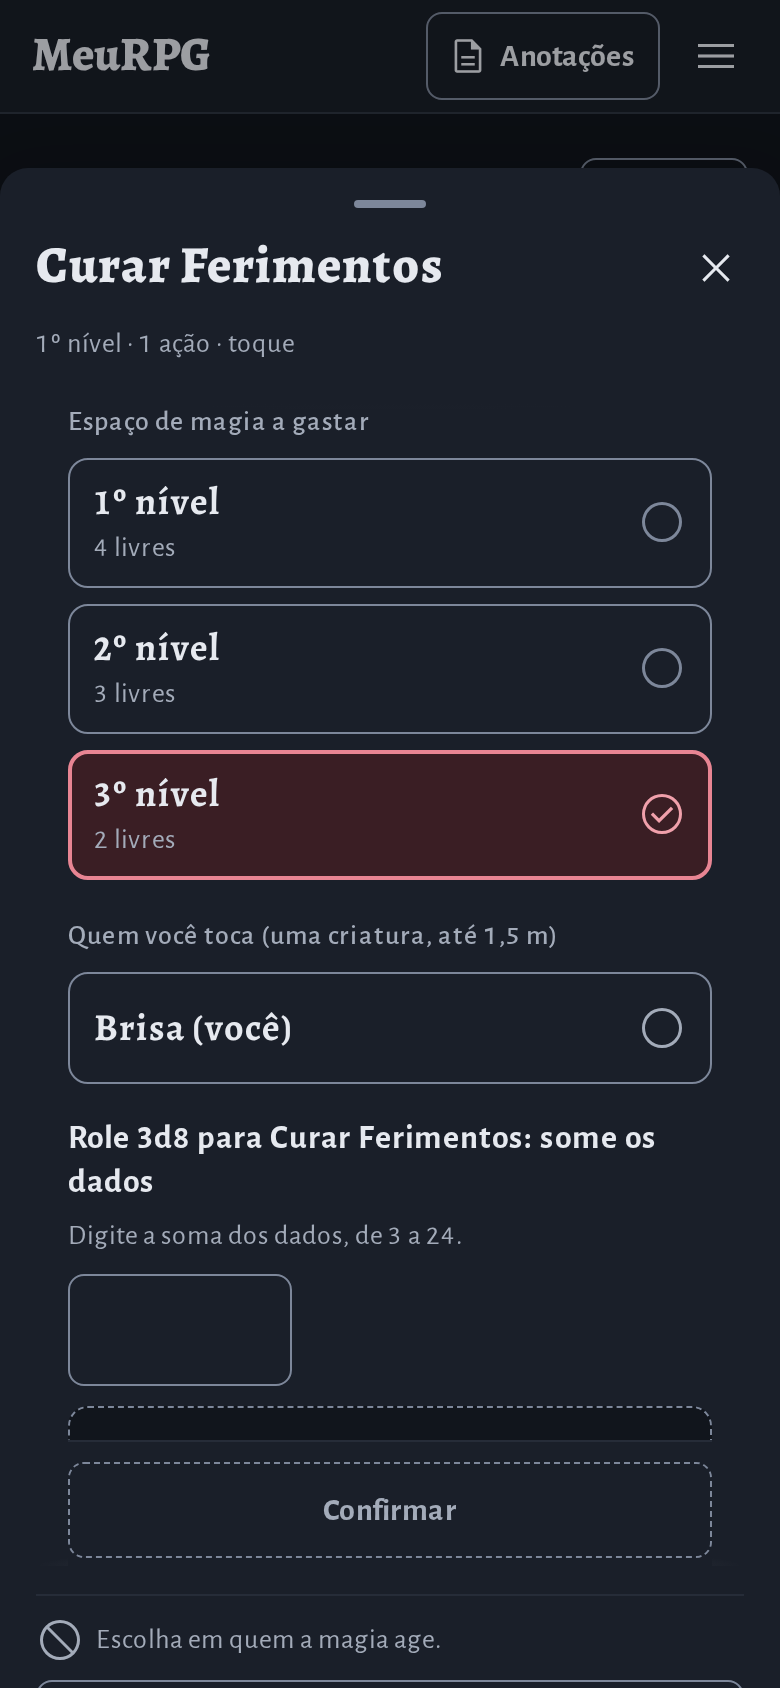 MeuRPG
Anotações
Curar Ferimentos
1º nível · 1 ação · toque
Espaço de magia a gastar
1º nível
4 livres
2º nível
3 livres
3º nível
2 livres
Quem você toca (uma criatura, até 1,5 m)
Brisa (você)
Role 3d8 para Curar Ferimentos: some os
dados
Digite a soma dos dados, de 3 a 24.
Confirmar
Escolha em quem a magia age.